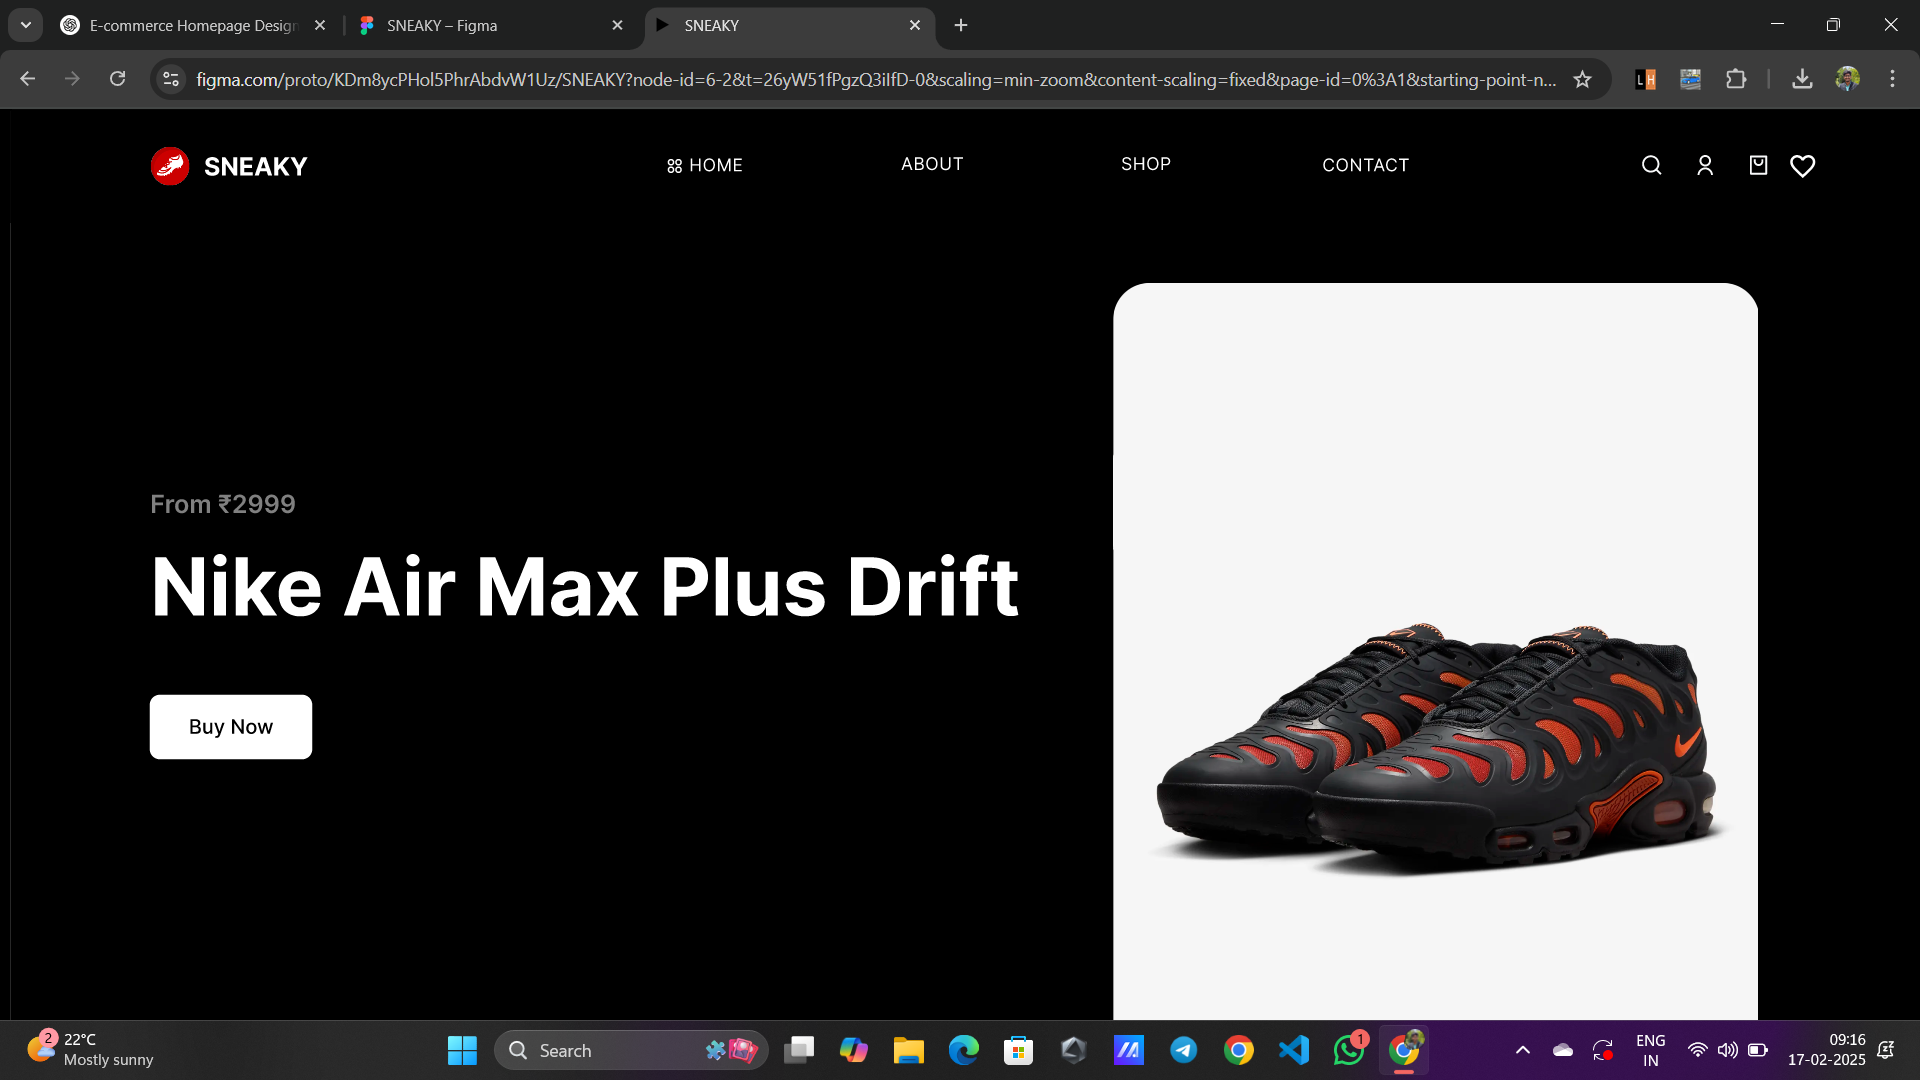 E-commerce Homepage Design
SNEAKY – Figma
SNEAKY
figma.com/proto/KDm8ycPHol5PhrAbdvW1Uz/SNEAKY?node-id=6-2&t=26yW51fPgzQ3iIfD-0&scaling=min-zoom&content-scaling=fixed&page-id=0%3A1&starting-point-n...
LH
SNEAKY
HOME
ABOUT
SHOP
CONTACT
From ₹2999
Nike Air Max Plus Drift
Buy Now
2
22°C
Mostly sunny
Search
1
ENG
IN
09:16
17-02-2025